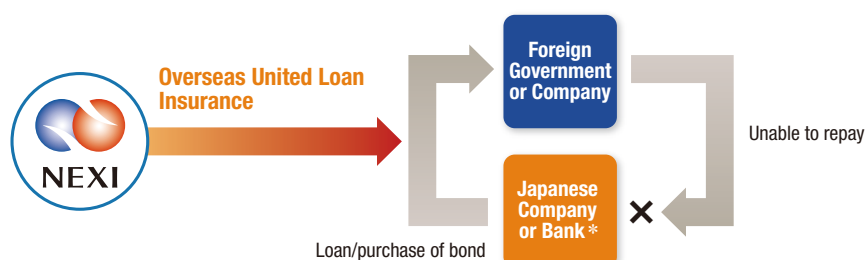 Overseas United Loan
Insurance
NEXI
Foreign
Government
or Company
Unable to repay
Japanese
Company
or Bank*
×
Loan/purchase of bond